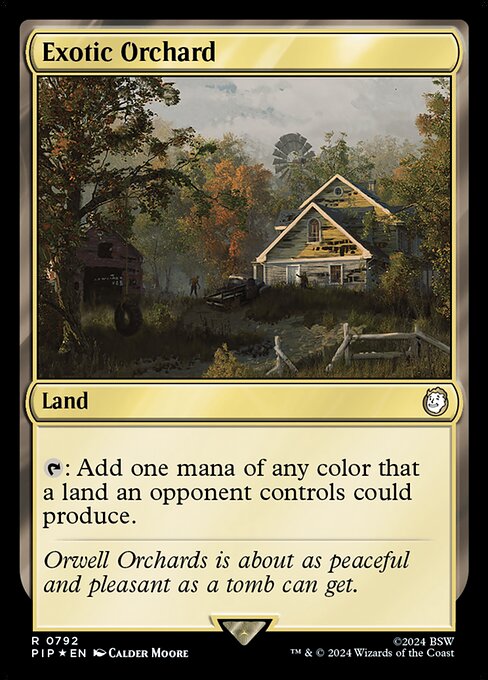 Exotic Orchard
Land
: Add one mana of any color that
a land an opponent controls could
produce.
Orwell Orchards is about as peaceful
and pleasant as a tomb can get.
R 0792
PIP★EN Calder Moore
©2024 BSW
™ & © 2024 Wizards of the Coast